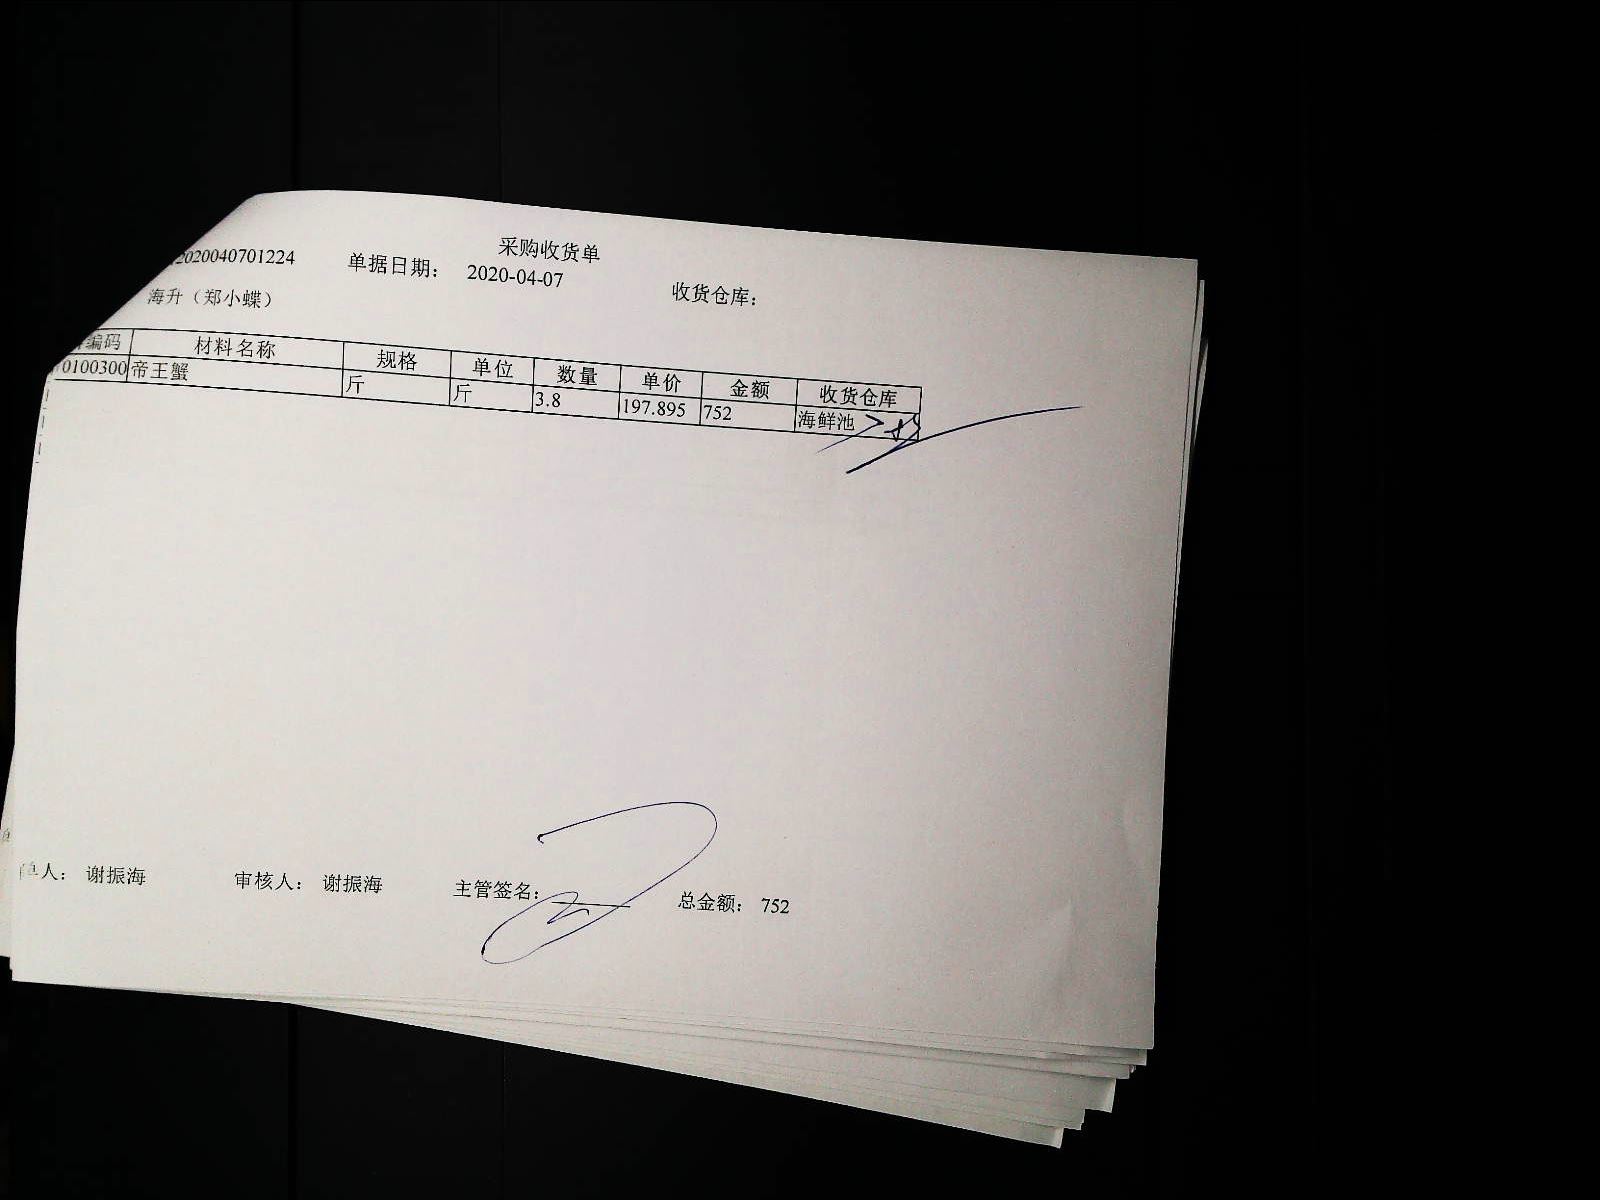 采购收货单
2020040701224 单据日期： 2020-04-07 收货仓库：
海升（郑小蝶）
编码 材料名称 规格 单位 数量 单价 金额 收货仓库
0100300 帝王蟹 斤 斤 3.8 197.895 752 海鲜池
单人： 谢振海 审核人： 谢振海 主管签名： 总金额： 752